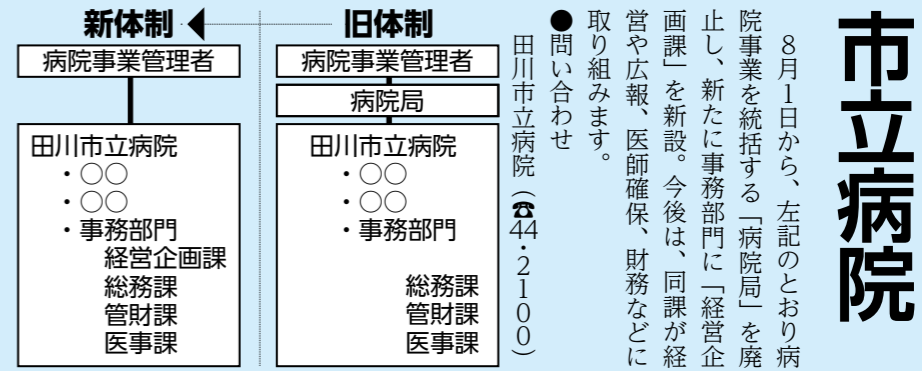 市立病院
８月１日から、左記のとおり病
院事業を統括する「病院局」を廃
止し、新たに事務部門に「経営企
画課」を新設。今後は、同課が経
営や広報、医師確保、財務などに
取り組みます。
●問い合わせ
田川市立病院（☎44・2100）
旧体制
病院事業管理者
病院局
田川市立病院
・○○
・○○
・事務部門
総務課
管財課
医事課
新体制
病院事業管理者
田川市立病院
・○○
・○○
・事務部門
経営企画課
総務課
管財課
医事課